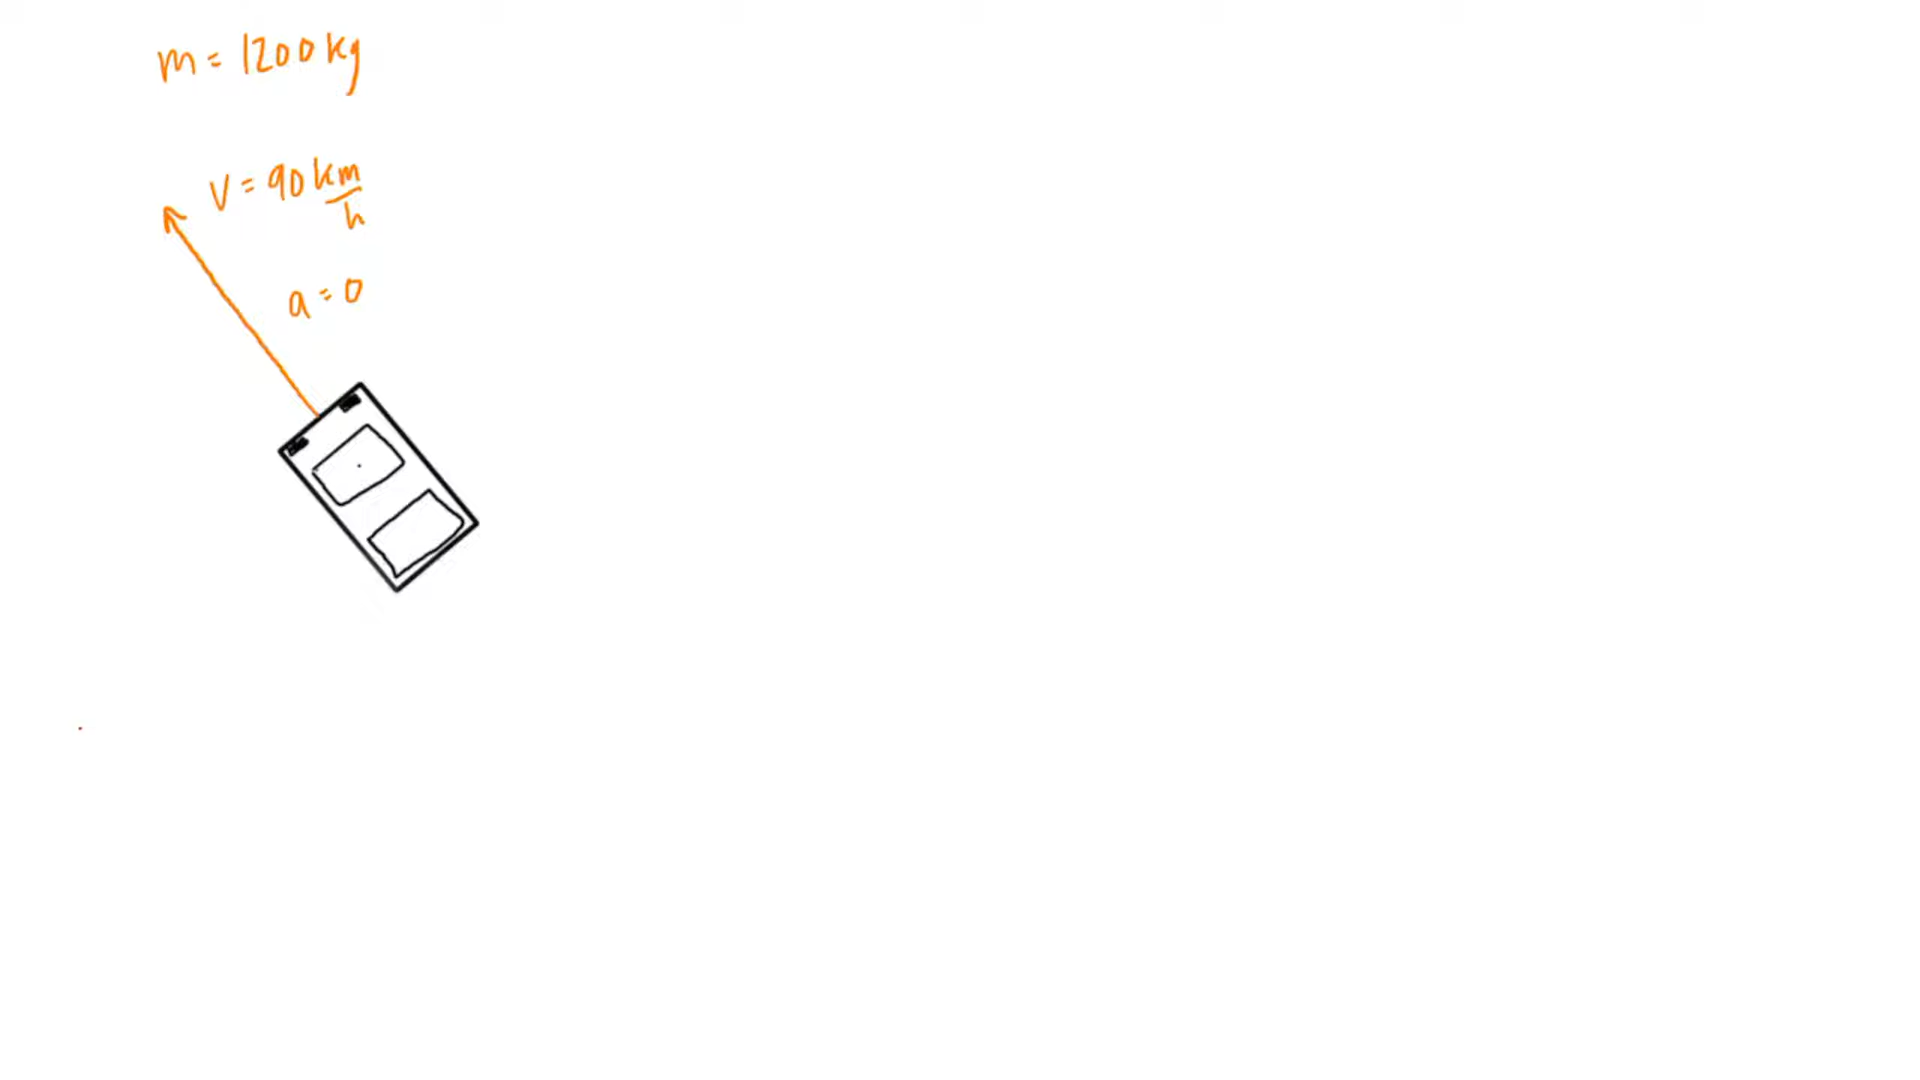 m = 1200 kg
V = 90 km/h
a = 0